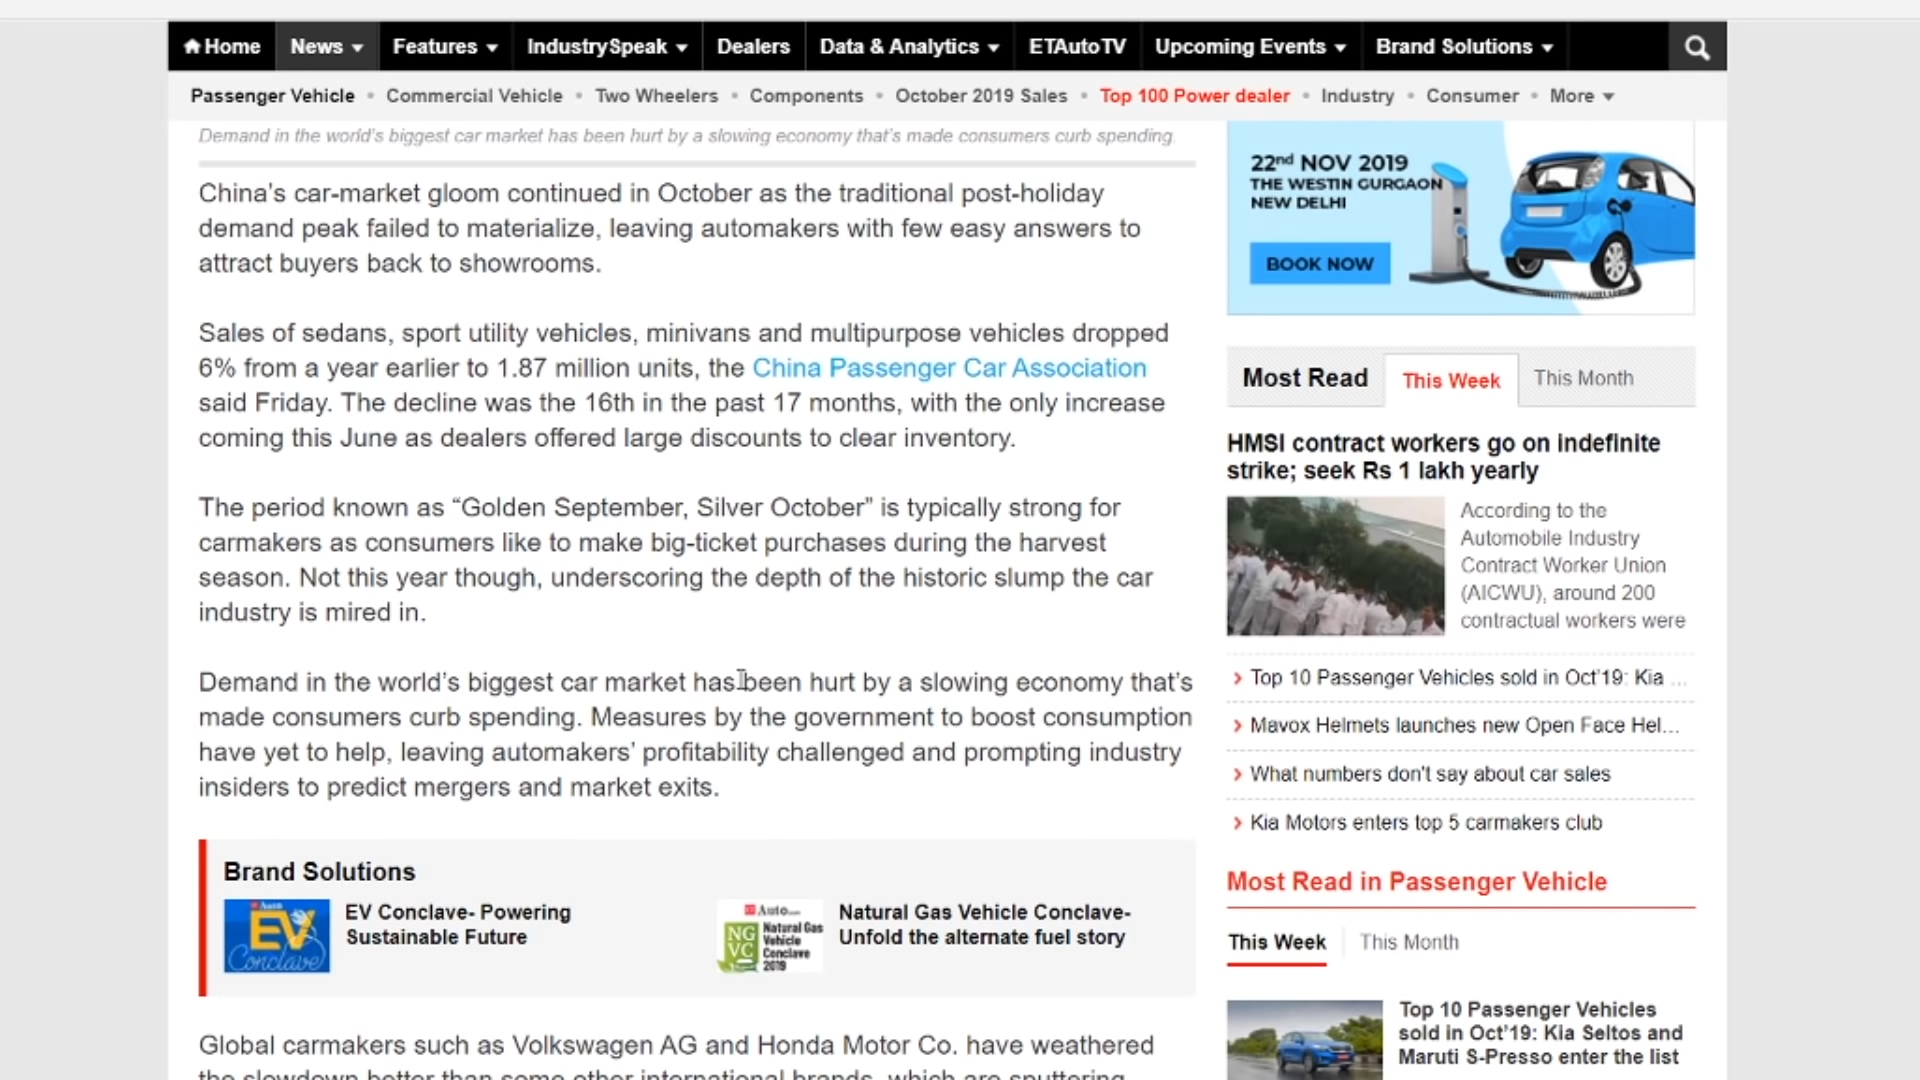 Home News Features IndustrySpeak Dealers Data & Analytics ETAutoTV Upcoming Events Brand Solutions
Passenger Vehicle • Commercial Vehicle • Two Wheelers • Components • October 2019 Sales • Top 100 Power dealer • Industry • Consumer • More
Demand in the world's biggest car market has been hurt by a slowing economy that's made consumers curb spending.
China's car-market gloom continued in October as the traditional post-holiday
demand peak failed to materialize, leaving automakers with few easy answers to
attract buyers back to showrooms.
Sales of sedans, sport utility vehicles, minivans and multipurpose vehicles dropped
6% from a year earlier to 1.87 million units, the China Passenger Car Association
said Friday. The decline was the 16th in the past 17 months, with the only increase
coming this June as dealers offered large discounts to clear inventory.
The period known as “Golden September, Silver October” is typically strong for
carmakers as consumers like to make big-ticket purchases during the harvest
season. Not this year though, underscoring the depth of the historic slump the car
industry is mired in.
Demand in the world's biggest car market has been hurt by a slowing economy that's
made consumers curb spending. Measures by the government to boost consumption
have yet to help, leaving automakers' profitability challenged and prompting industry
insiders to predict mergers and market exits.
Brand Solutions
EV
Conclave
EV Conclave- Powering
Sustainable Future
Auto
NG
VC
Natural Gas
Vehicle
Conclave
2019
Natural Gas Vehicle Conclave-
Unfold the alternate fuel story
Global carmakers such as Volkswagen AG and Honda Motor Co. have weathered
the slowdown better than some other international brands, which are sputtering
22nd NOV 2019
THE WESTIN GURGAON
NEW DELHI
BOOK NOW
Most Read This Week This Month
HMSI contract workers go on indefinite
strike; seek Rs 1 lakh yearly
According to the
Automobile Industry
Contract Worker Union
(AICWU), around 200
contractual workers were
Top 10 Passenger Vehicles sold in Oct'19: Kia ...
Mavox Helmets launches new Open Face Hel...
What numbers don't say about car sales
Kia Motors enters top 5 carmakers club
Most Read in Passenger Vehicle
This Week This Month
Top 10 Passenger Vehicles
sold in Oct'19: Kia Seltos and
Maruti S-Presso enter the list